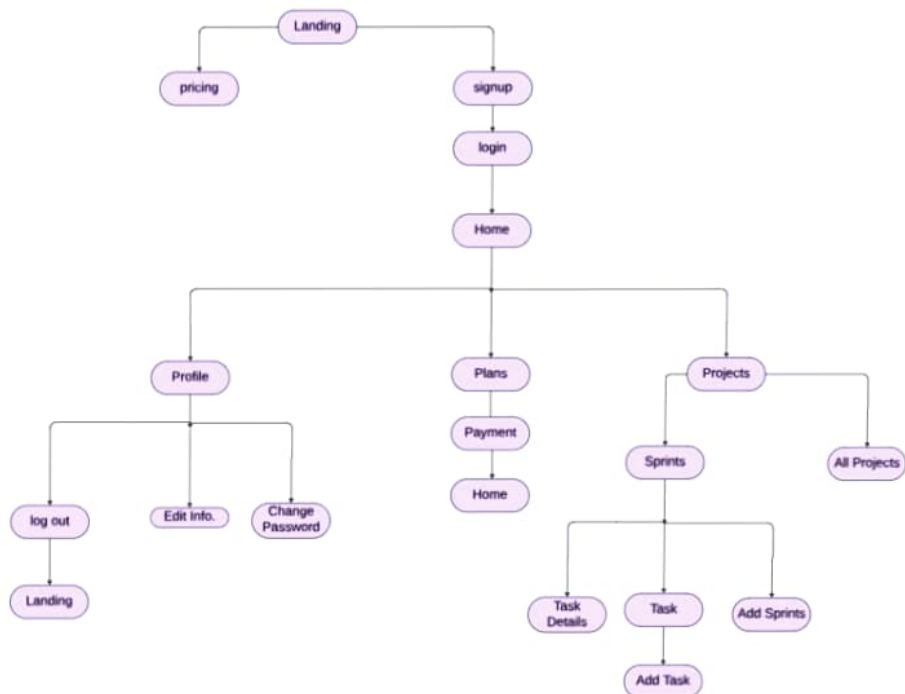 Landing
pricing
signup
login
Home
Profile
Plans
Projects
Payment
Sprints
All Projects
Home
log out
Edit Info.
Change
Password
Landing
Task
Details
Task
Add Sprints
Add Task